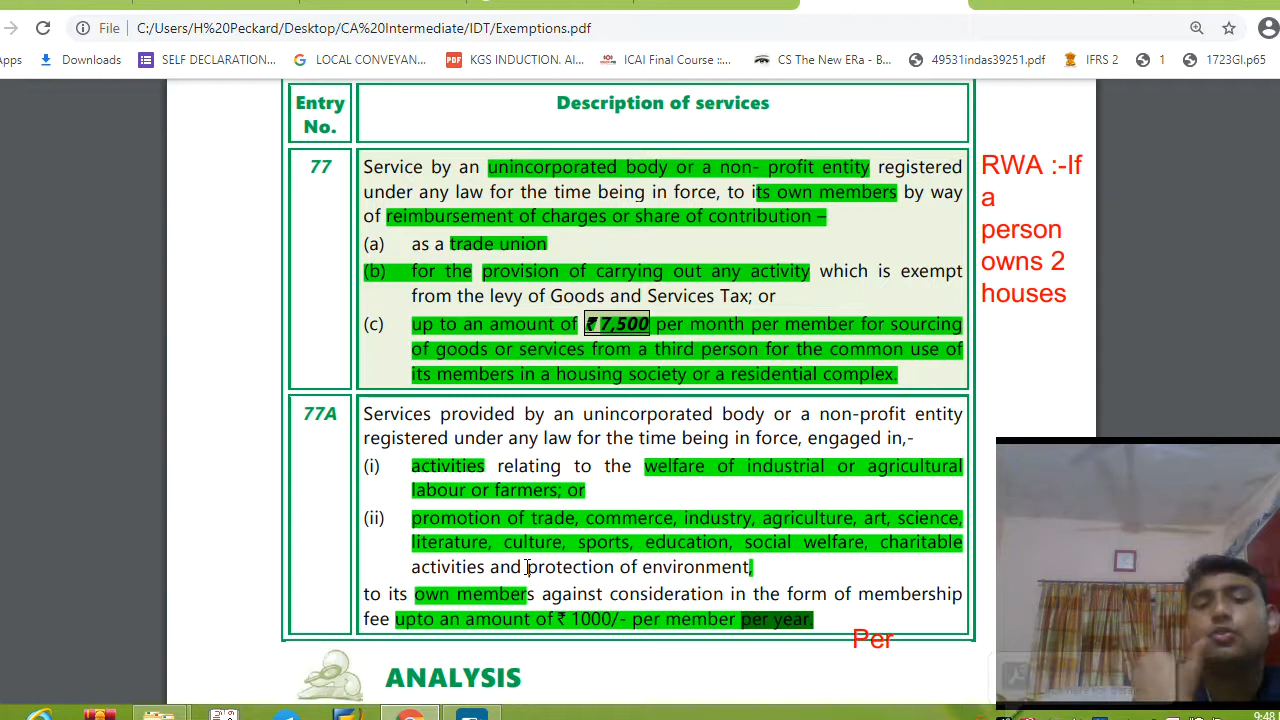 File
C:/Users/H%20Peckard/Desktop/CA%20Intermediate/IDT/Exemptions.pdf
Apps
Downloads
SELF DECLARATION...
LOCAL CONVEYAN...
KGS INDUCTION. Al...
ICAI Final Course ::...
CS The New ERa - B...
49531indas39251.pdf
IFRS 2
1
1723GI.p65
Entry No.
Description of services
77
Service by an unincorporated body or a non- profit entity registered
under any law for the time being in force, to its own members by way
of reimbursement of charges or share of contribution –
(a) as a trade union
(b) for the provision of carrying out any activity which is exempt
from the levy of Goods and Services Tax; or
(c) up to an amount of ₹ 7,500 per month per member for sourcing
of goods or services from a third person for the common use of
its members in a housing society or a residential complex.
77A
Services provided by an unincorporated body or a non-profit entity
registered under any law for the time being in force, engaged in,-
(i) activities relating to the welfare of industrial or agricultural
labour or farmers; or
(ii) promotion of trade, commerce, industry, agriculture, art, science,
literature, culture, sports, education, social welfare, charitable
activities and protection of environment,
to its own members against consideration in the form of membership
fee upto an amount of ₹ 1000/- per member per year.
ANALYSIS
RWA :-If
a
person
owns 2
houses
Per
9:48